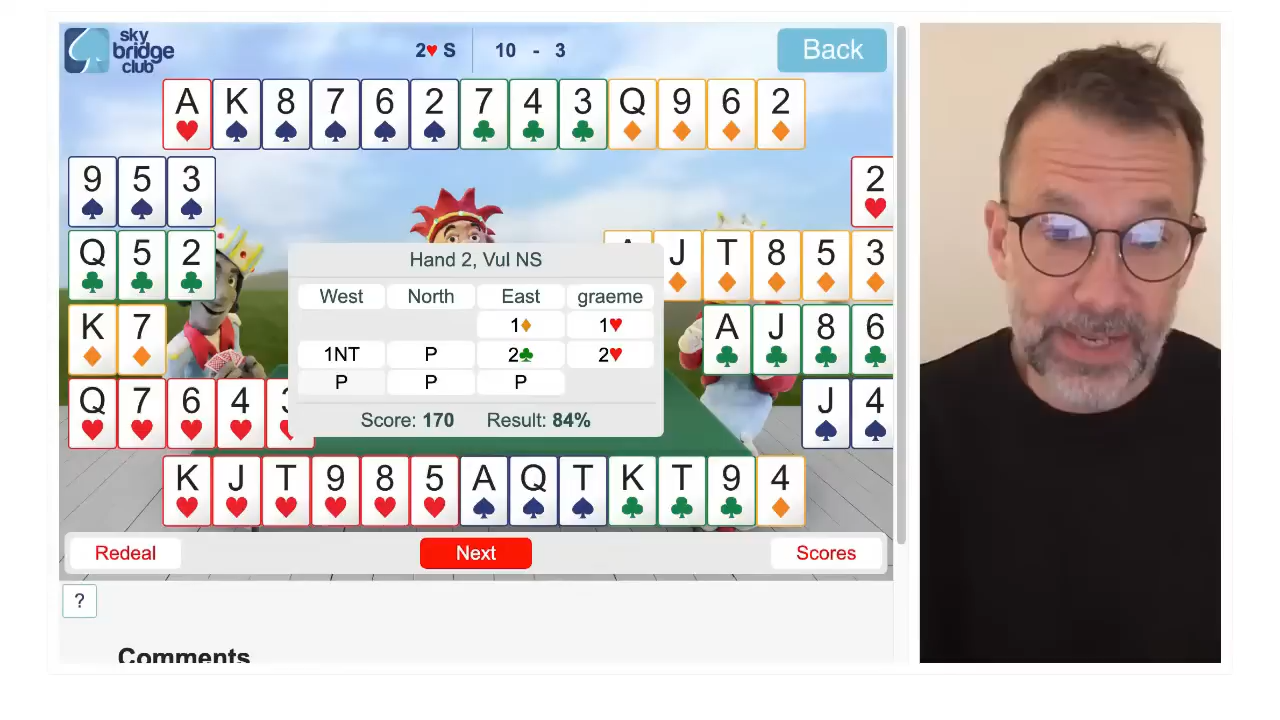 sky
bridge
club
2♥ S 10 - 3
Back
A K 8 7 6 2 7 4 3 Q 9 6 2
9 5 3
2
Q 5 2
J T 8 5 3
Hand 2, Vul NS
West North East graeme
1♦ 1♥
1NT P 2♣ 2♥
P P P
Score: 170 Result: 84%
K 7
A J 8 6
Q 7 6 4
J 4
K J T 9 8 5 A Q T K T 9 4
Redeal Next Scores
?
Comments